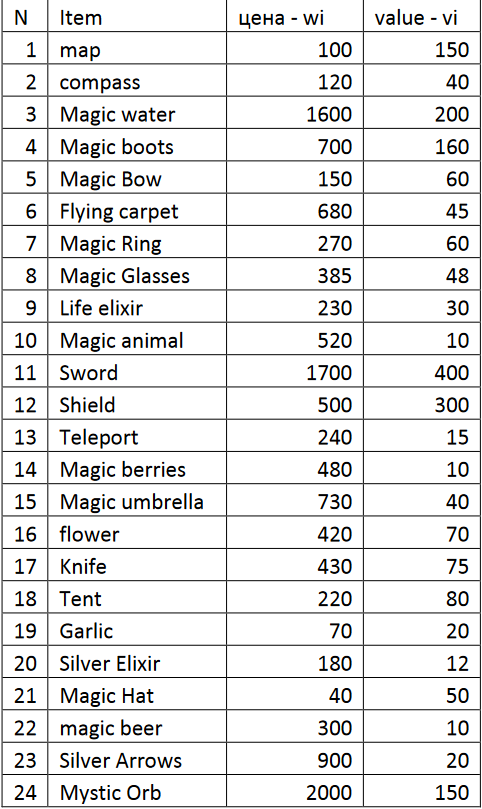 N Item цена - wi value - vi
1 map 100 150
2 compass 120 40
3 Magic water 1600 200
4 Magic boots 700 160
5 Magic Bow 150 60
6 Flying carpet 680 45
7 Magic Ring 270 60
8 Magic Glasses 385 48
9 Life elixir 230 30
10 Magic animal 520 10
11 Sword 1700 400
12 Shield 500 300
13 Teleport 240 15
14 Magic berries 480 10
15 Magic umbrella 730 40
16 flower 420 70
17 Knife 430 75
18 Tent 220 80
19 Garlic 70 20
20 Silver Elixir 180 12
21 Magic Hat 40 50
22 magic beer 300 10
23 Silver Arrows 900 20
24 Mystic Orb 2000 150